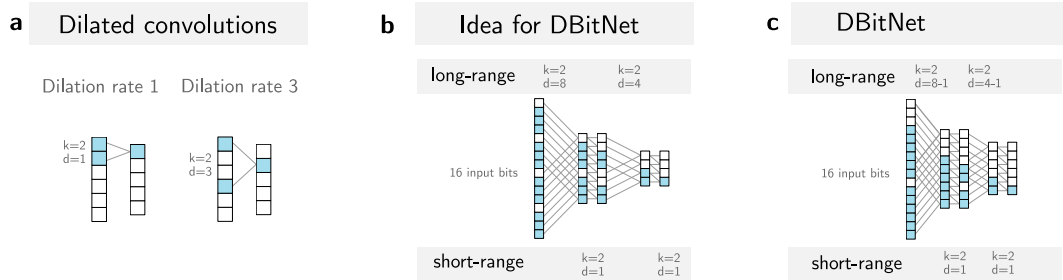 a Dilated convolutions
Dilation rate 1 Dilation rate 3
k=2
d=1
k=2
d=3
b Idea for DBitNet
long-range
k=2
d=8
k=2
d=4
16 input bits
short-range
k=2
d=1
k=2
d=1
c DBitNet
long-range
k=2
d=8-1
k=2
d=4-1
16 input bits
short-range
k=2
d=1
k=2
d=1